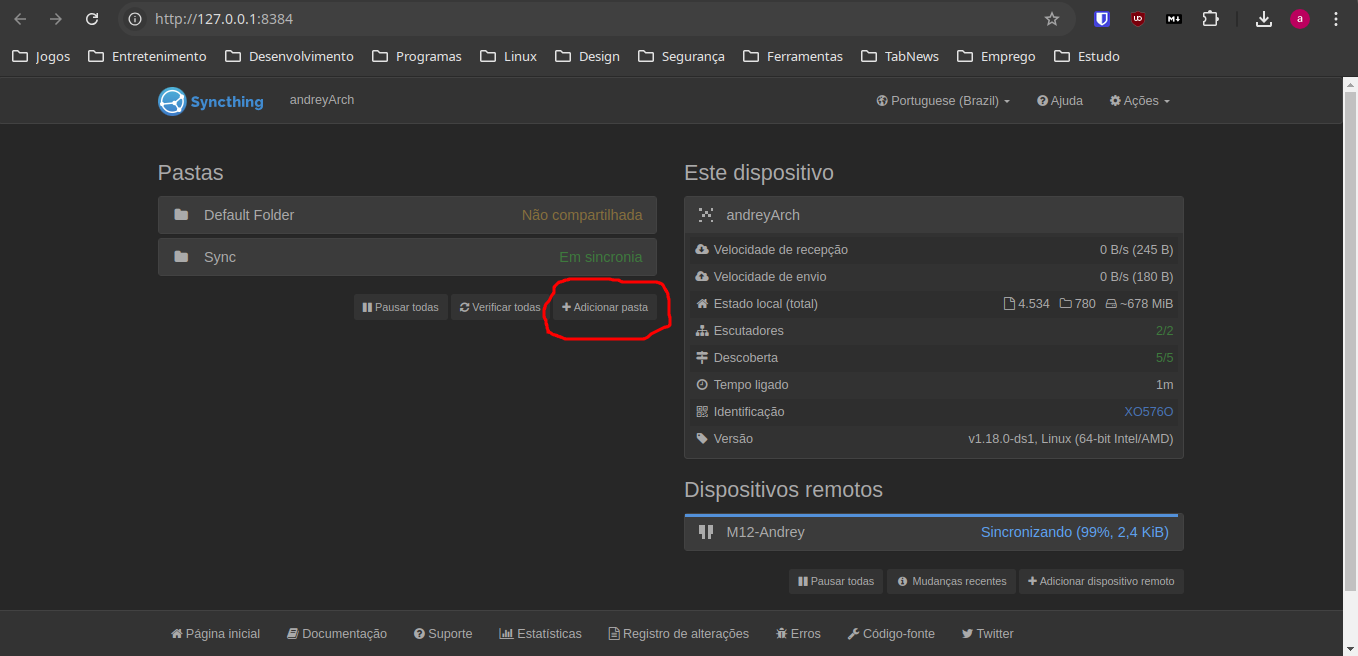 http://127.0.0.1:8384
UO
M
a
Jogos Entretenimento Desenvolvimento Programas Linux Design Segurança Ferramentas TabNews Emprego Estudo
Syncthing andreyArch Portuguese (Brazil) Ajuda Ações
Pastas
Default Folder Não compartilhada
Sync Em sincronia
Pausar todas Verificar todas Adicionar pasta
Este dispositivo
andreyArch
Velocidade de recepção 0 B/s (245 B)
Velocidade de envio 0 B/s (180 B)
Estado local (total) 4.534 780 ~678 MiB
Escutadores 2/2
Descoberta 5/5
Tempo ligado 1m
Identificação XO576O
Versão v1.18.0-ds1, Linux (64-bit Intel/AMD)
Dispositivos remotos
M12-Andrey Sincronizando (99%, 2,4 KiB)
Pausar todas Mudanças recentes Adicionar dispositivo remoto
Página inicial Documentação Suporte Estatísticas Registro de alterações Erros Código-fonte Twitter